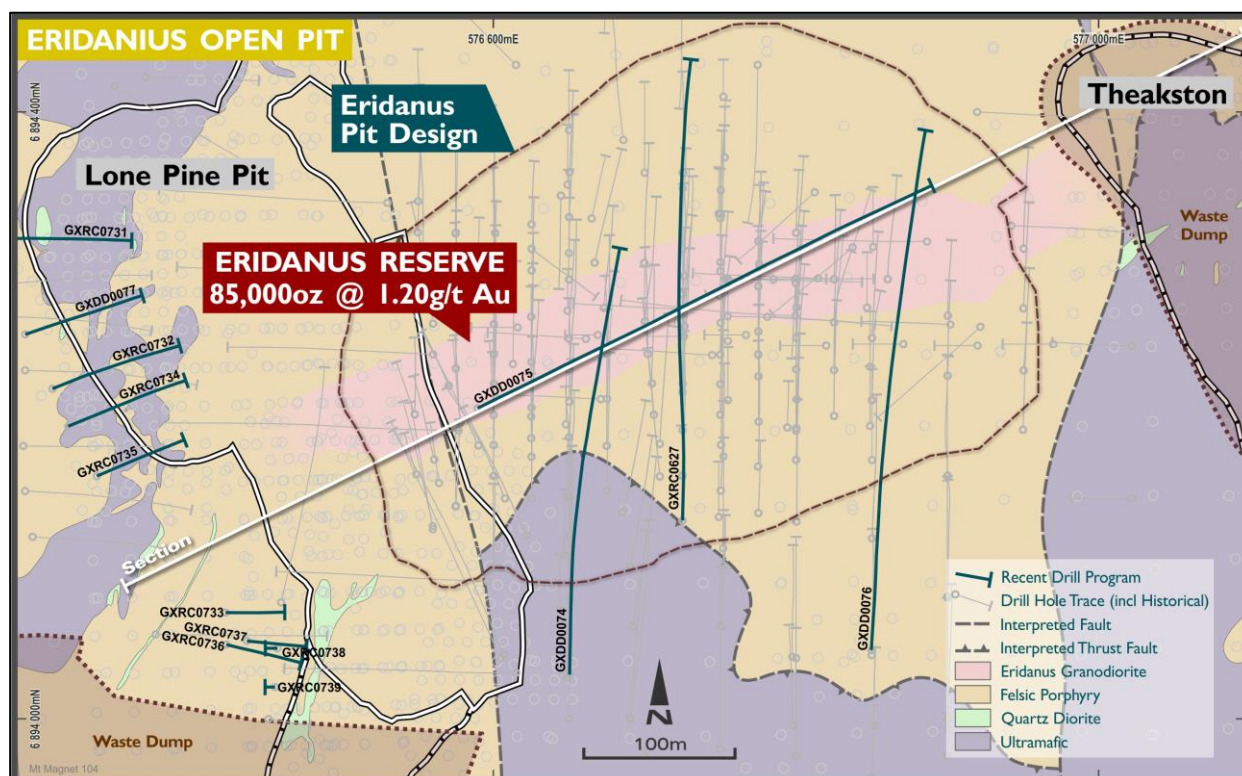 ERIDANIUS OPEN PIT
576 600mE
577 000mE
6 894 400mN
Eridanus
Pit Design
Theakston
Lone Pine Pit
GXRC0731
Waste
Dump
ERIDANUS RESERVE
85,000oz @ 1.20g/t Au
GXDD0077
GXRC0732
GXRC0734
GXDD0075
GXRC0735
GXRC0627
Section
GXDD0074
GXDD0076
GXRC0733
GXRC0737
GXRC0736
GXRC0738
GXRC0739
Recent Drill Program
Drill Hole Trace (incl Historical)
Interpreted Fault
Interpreted Thrust Fault
Eridanus Granodiorite
Felsic Porphyry
Quartz Diorite
Ultramafic
N
100m
6 894 000mN
Waste Dump
Mt Magnet 104